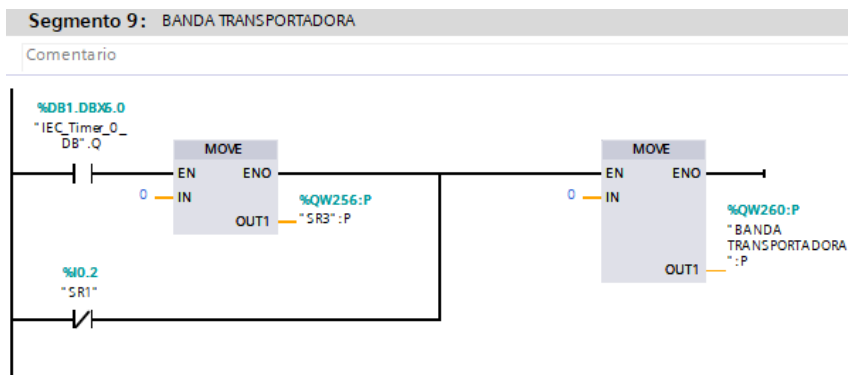 Segmento 9: BANDA TRANSPORTADORA
Comentario
%DB1.DBX6.0
"IEC_Timer_0_
DB".Q
MOVE
EN ENO
0 IN
%QW256:P
OUT1 "SR3":P
MOVE
EN ENO
0 IN
%QW260:P
"BANDA
TRANSPORTADORA
OUT1 ":P
%I0.2
"SR1"